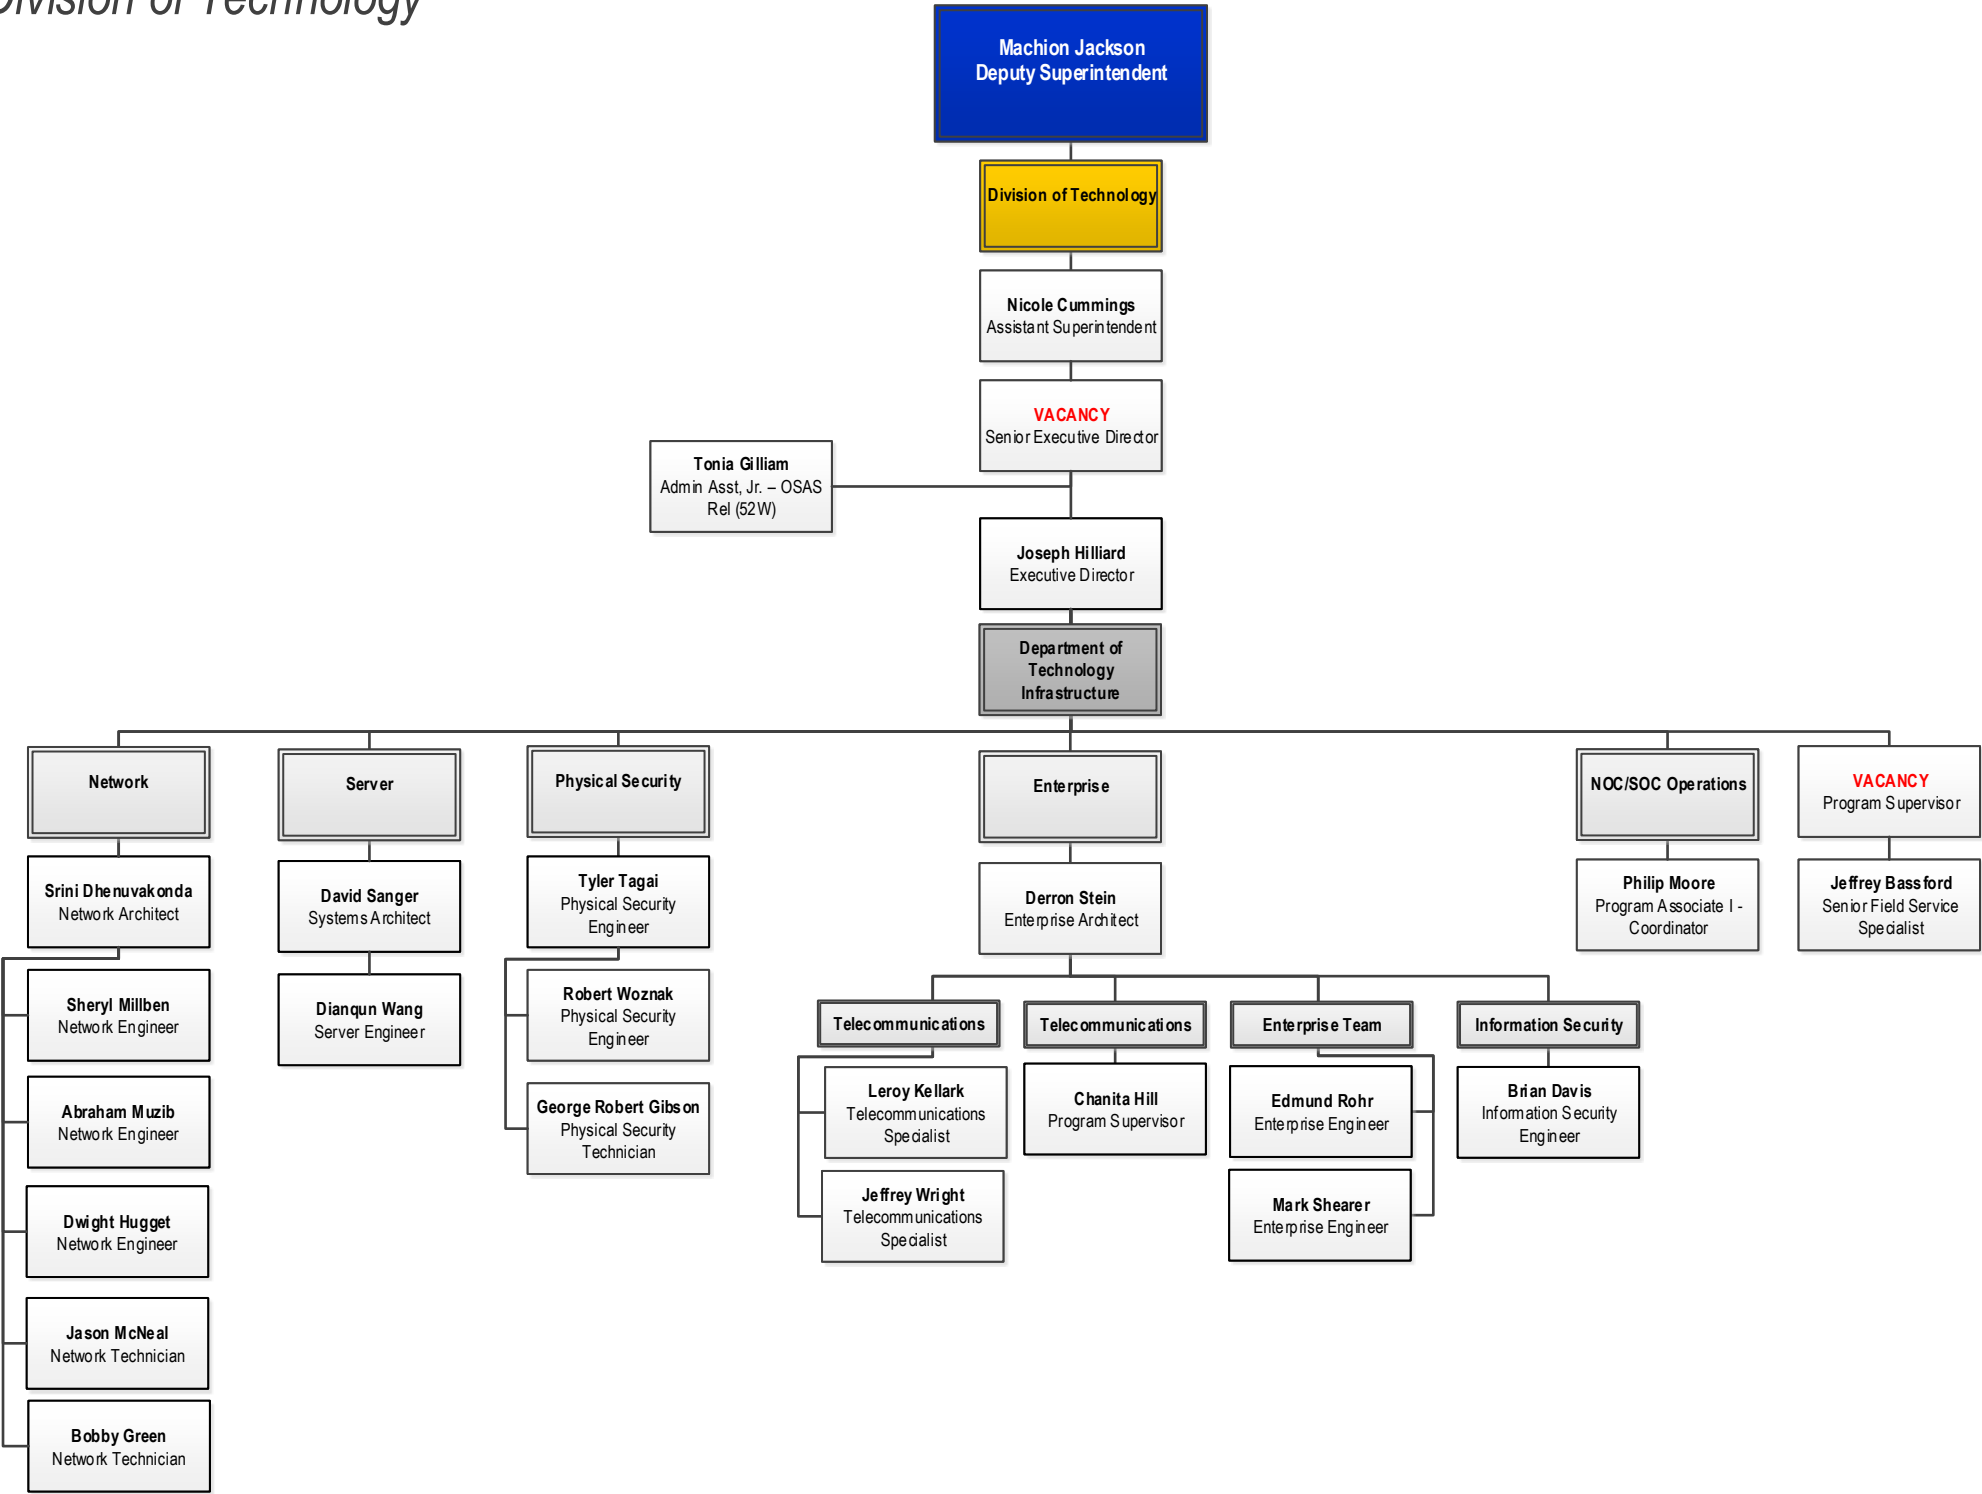 Division of Technology
Machion Jackson
Deputy Superintendent
Division of Technology
Nicole Cummings
Assistant Superintendent
VACANCY
Senior Executive Director
Tonia Gilliam
Admin Asst, Jr. – OSAS
Rel (52W)
Joseph Hilliard
Executive Director
Department of
Technology
Infrastructure
Network
Server
Physical Security
Enterprise
NOC/SOC Operations
VACANCY
Program Supervisor
Srini Dhenuvakonda
Network Architect
David Sanger
Systems Architect
Tyler Tagai
Physical Security
Engineer
Derron Stein
Enterprise Architect
Philip Moore
Program Associate I -
Coordinator
Jeffrey Bassford
Senior Field Service
Specialist
Sheryl Millben
Network Engineer
Dianqun Wang
Server Engineer
Robert Woznak
Physical Security
Engineer
Telecommunications
Telecommunications
Enterprise Team
Information Security
Abraham Muzib
Network Engineer
George Robert Gibson
Physical Security
Technician
Leroy Kellark
Telecommunications
Specialist
Chanita Hill
Program Supervisor
Edmund Rohr
Enterprise Engineer
Brian Davis
Information Security
Engineer
Dwight Hugget
Network Engineer
Jeffrey Wright
Telecommunications
Specialist
Mark Shearer
Enterprise Engineer
Jason McNeal
Network Technician
Bobby Green
Network Technician